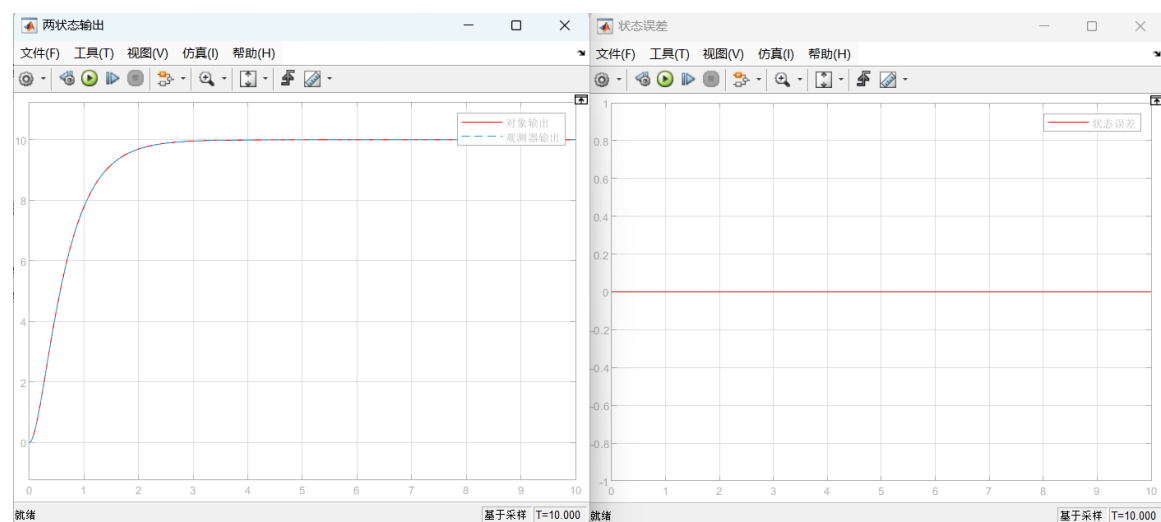 两状态输出
文件(F) 工具(T) 视图(V) 仿真(I) 帮助(H)
对象输出
观测器输出
10
8
6
4
2
0
0 1 2 3 4 5 6 7 8 9 10
就绪
基于采样 T=10.000
状态误差
文件(F) 工具(T) 视图(V) 仿真(I) 帮助(H)
状态误差
1
0.8
0.6
0.4
0.2
0
-0.2
-0.4
-0.6
-0.8
-1
0 1 2 3 4 5 6 7 8 9 10
就绪
基于采样 T=10.000